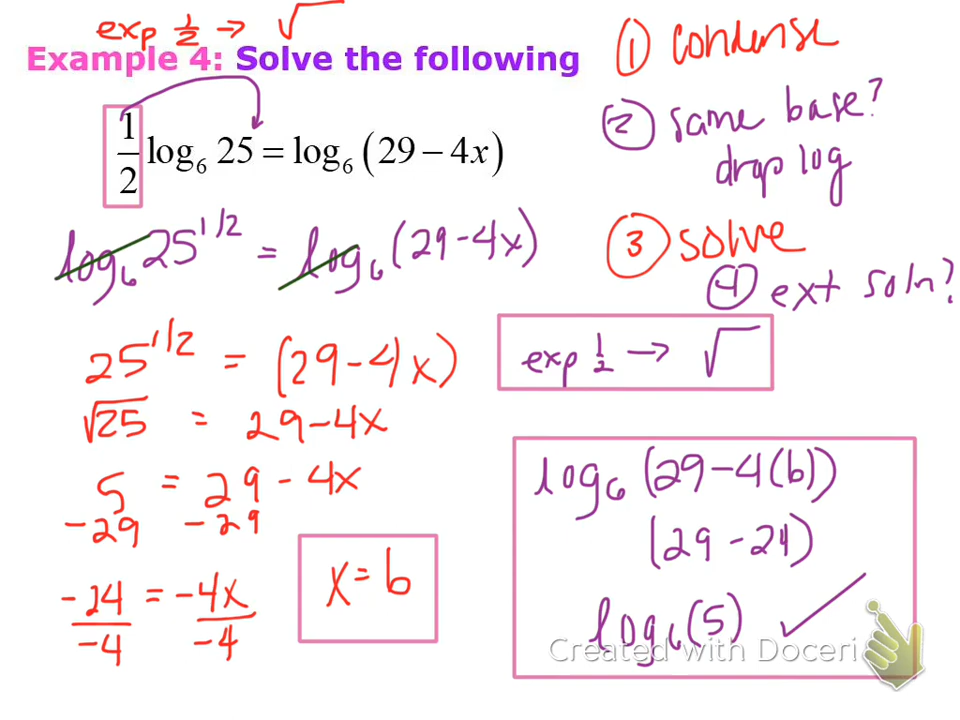 exp 1/2 → √
Example 4: Solve the following
1/2 log₆ 25 = log₆ (29 − 4x)
log₆ 25^1/2 = log₆ (29-4x)
25^1/2 = (29-4x)
√25 = 29-4x
5 = 29 - 4x
-29 -29
-24 = -4x
-4 -4
x = 6
① condense
② same base?
drop log
③ solve
④ ext soln?
exp 1/2 → √
log₆ (29-4(6))
(29-24)
log₆ (5) ✓
Created with Doceri